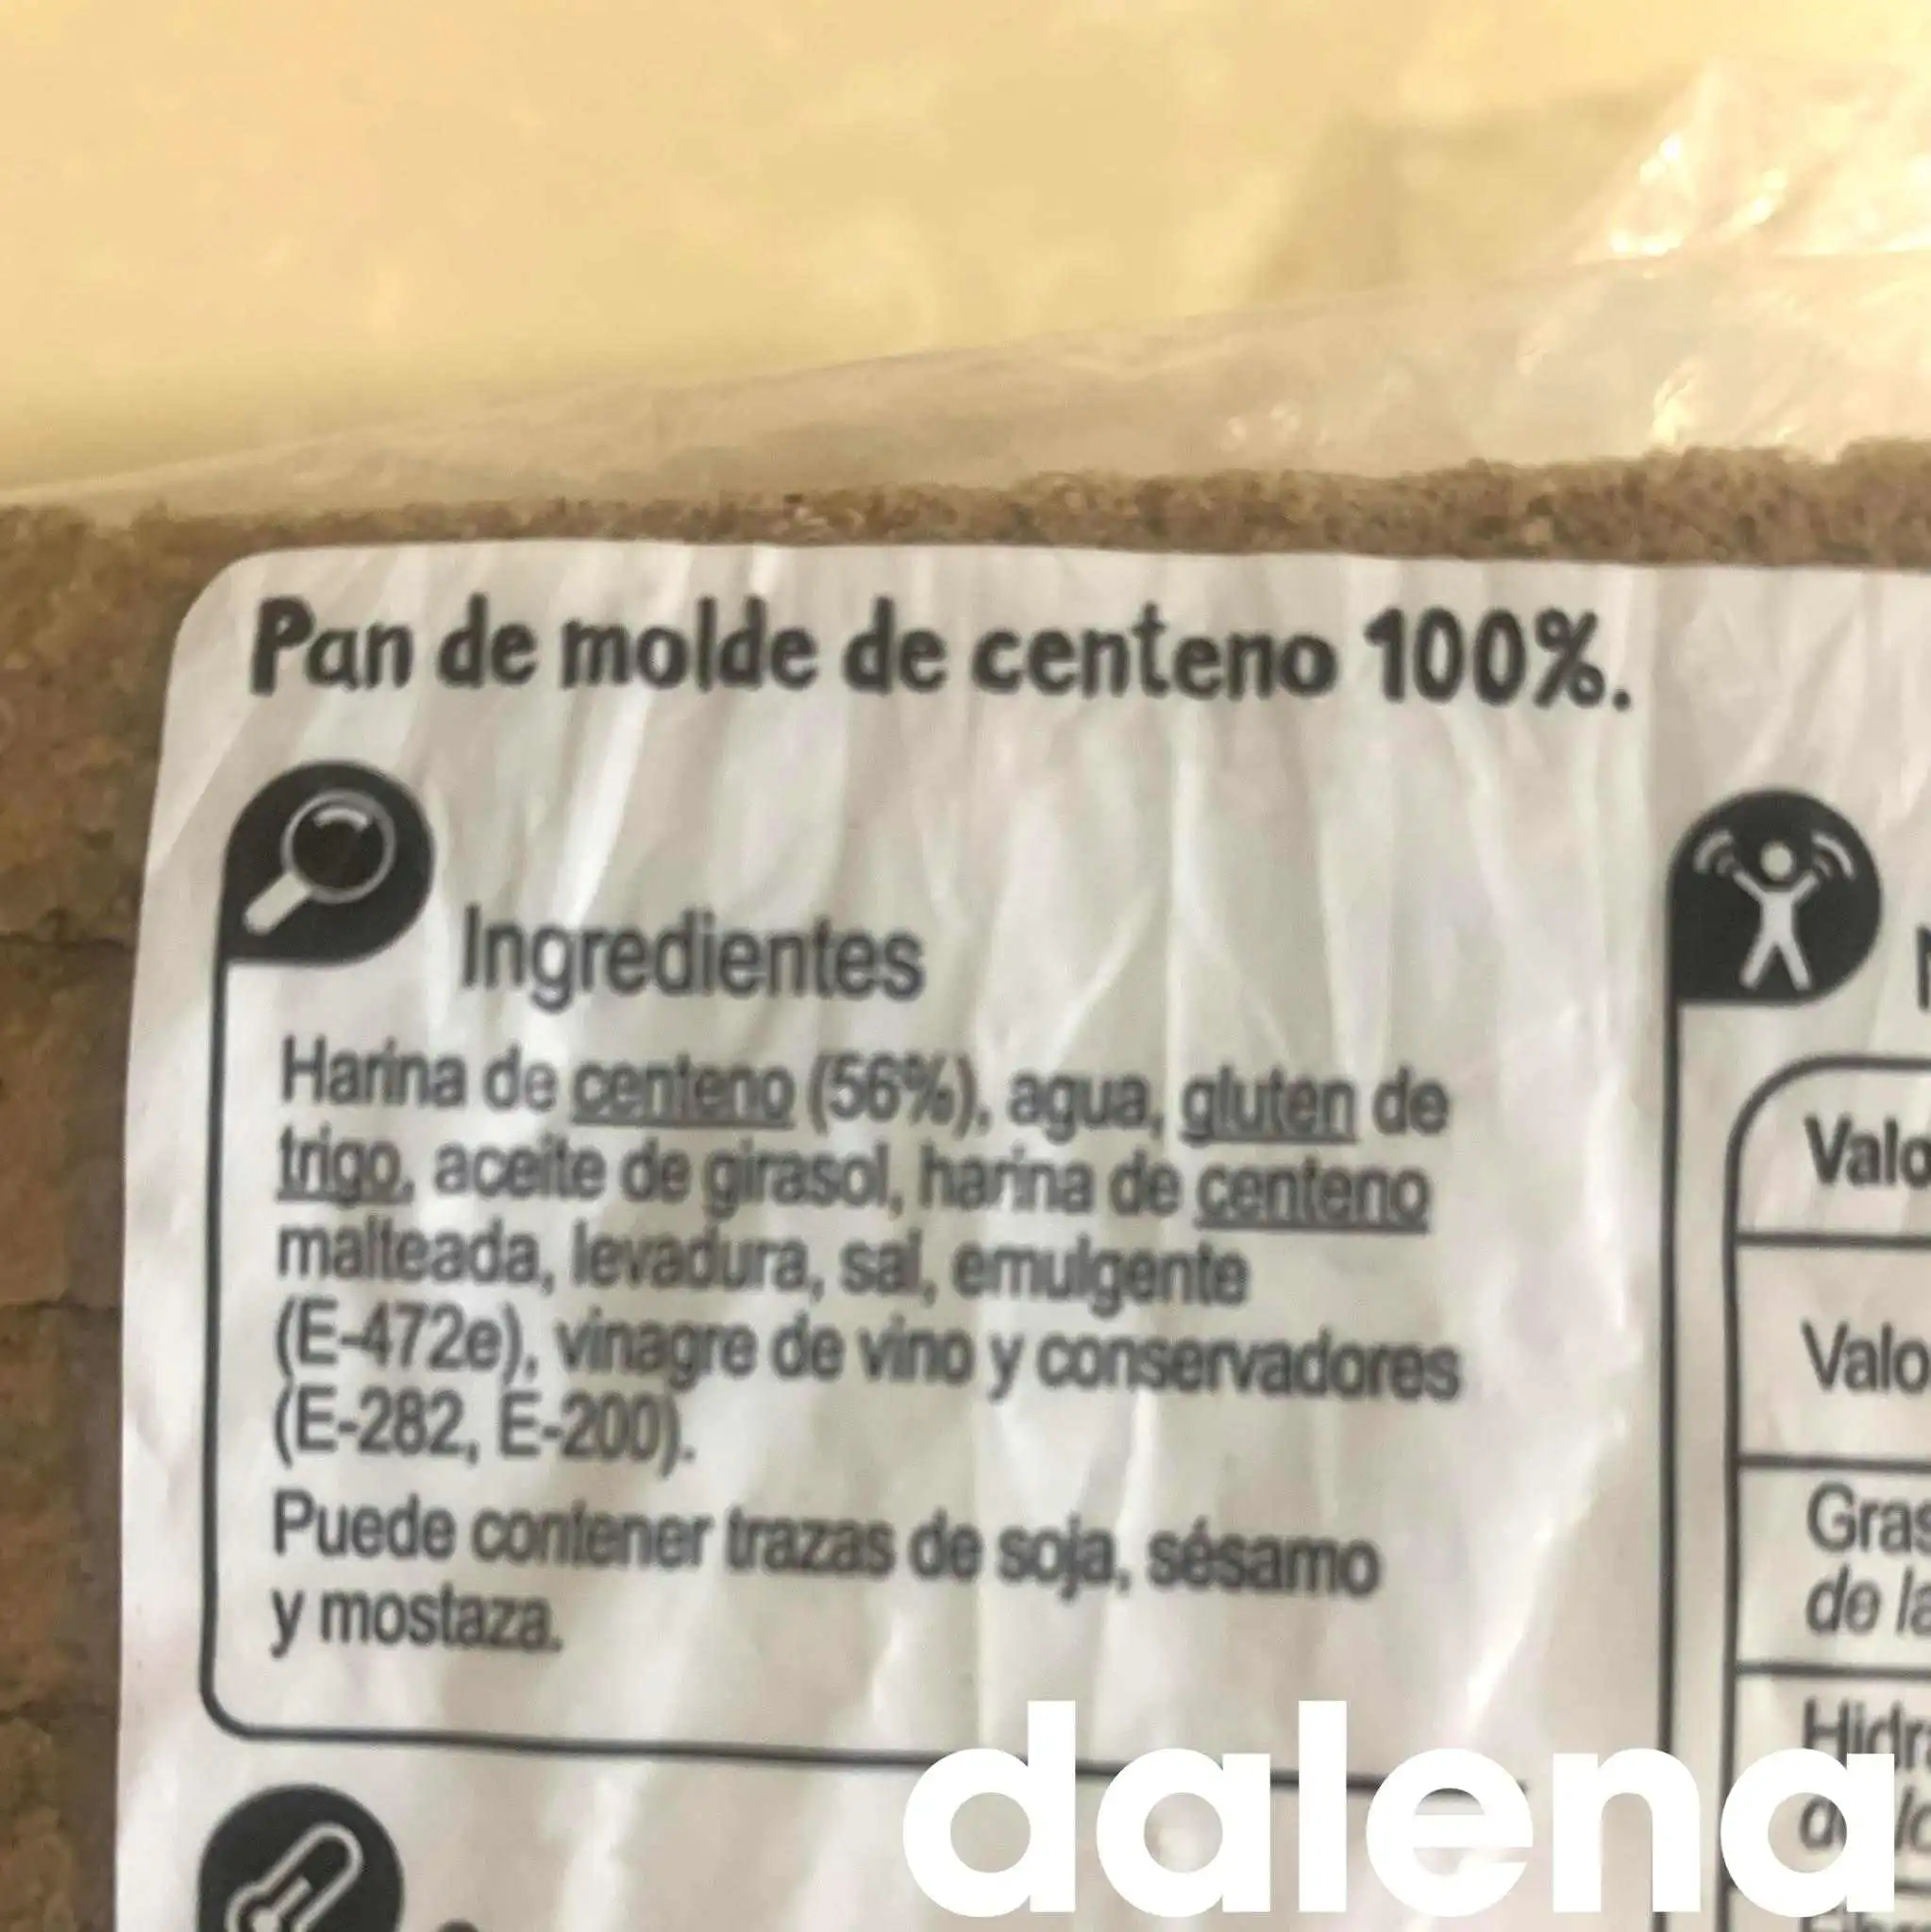 Pan de molde de centeno 100%.
Ingredientes
Harina de centeno (56%), agua, gluten de
trigo, aceite de girasol, harina de centeno
malteada, levadura, sal, emulgente
(E-472e), vinagre de vino y conservadores
(E-282, E-200).
Puede contener trazas de soja, sésamo
y mostaza.
Valo
Valo
Gras
de la
Hidr
dalena